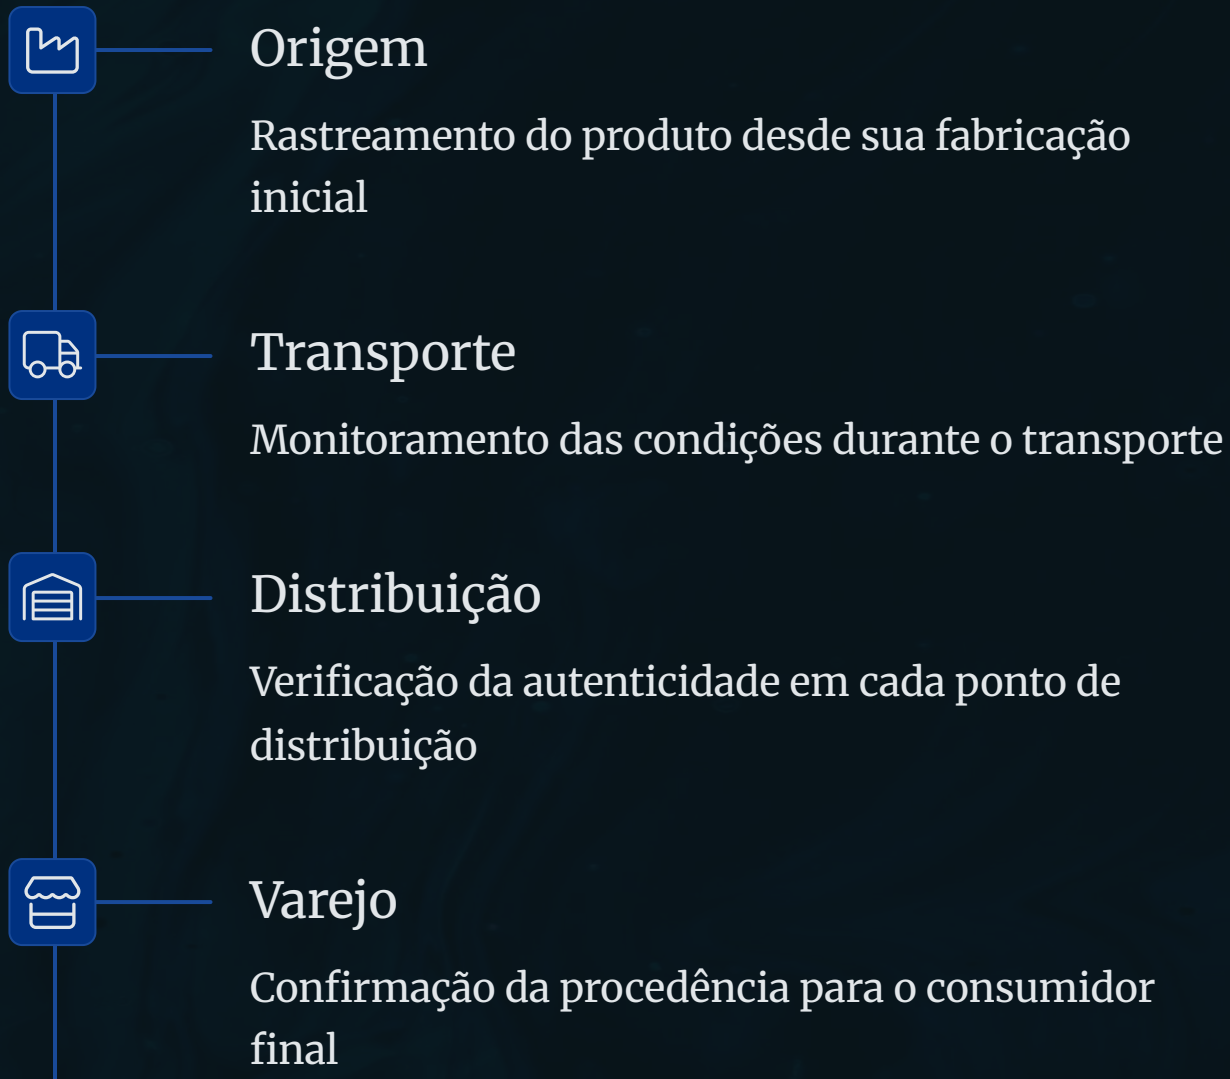 Origem
Rastreamento do produto desde sua fabricação
inicial
Transporte
Monitoramento das condições durante o transporte
Distribuição
Verificação da autenticidade em cada ponto de
distribuição
Varejo
Confirmação da procedência para o consumidor
final